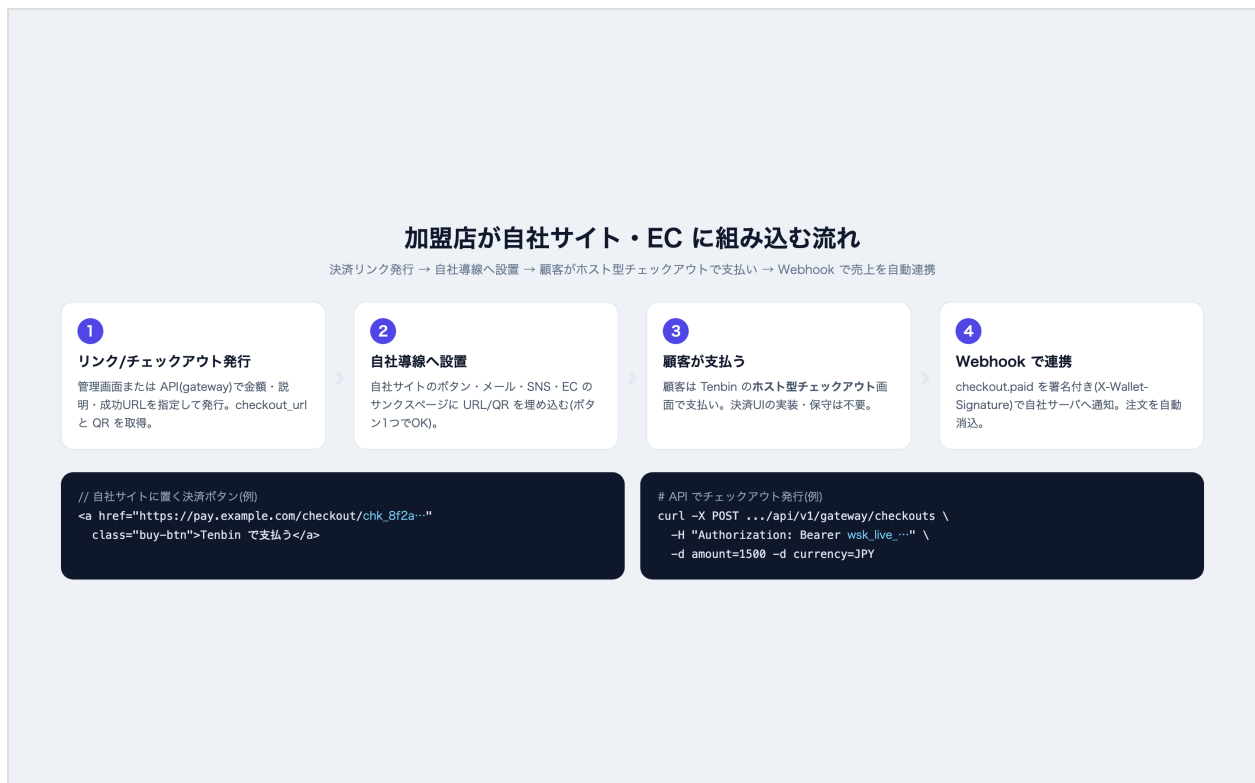 加盟店が自社サイト・EC に組み込む流れ
決済リンク発行 → 自社導線へ設置 → 顧客がホスト型チェックアウトで支払い → Webhook で売上を自動連携
1
リンク/チェックアウト発行
管理画面または API(gateway)で金額・説
明・成功URLを指定して発行。checkout_url
と QR を取得。
2
自社導線へ設置
自社サイトのボタン・メール・SNS・EC の
サンクスページに URL/QR を埋め込む(ボタ
ン1つでOK)。
3
顧客が支払う
顧客は Tenbin のホスト型チェックアウト画
面で支払い。決済UIの実装・保守は不要。
4
Webhook で連携
checkout.paid を署名付き(X-Wallet-
Signature)で自社サーバへ通知。注文を自動
消込。
// 自社サイトに置く決済ボタン(例)
<a href="https://pay.example.com/checkout/chk_8f2a…"
class="buy-btn">Tenbin で支払う</a>
# API でチェックアウト発行(例)
curl -X POST .../api/v1/gateway/checkouts \
-H "Authorization: Bearer wsk_live_…" \
-d amount=1500 -d currency=JPY